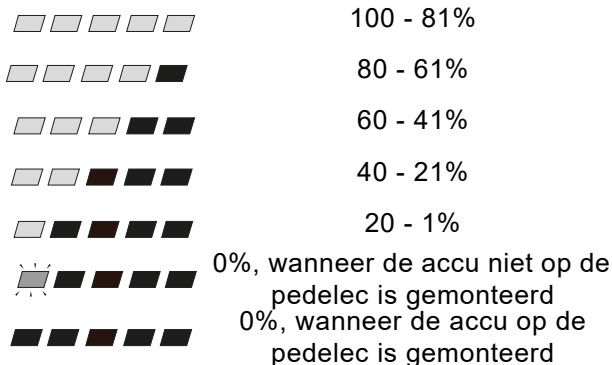 100 - 81%
80 - 61%
60 - 41%
40 - 21%
20 - 1%
0%, wanneer de accu niet op de
pedelec is gemonteerd
0%, wanneer de accu op de
pedelec is gemonteerd